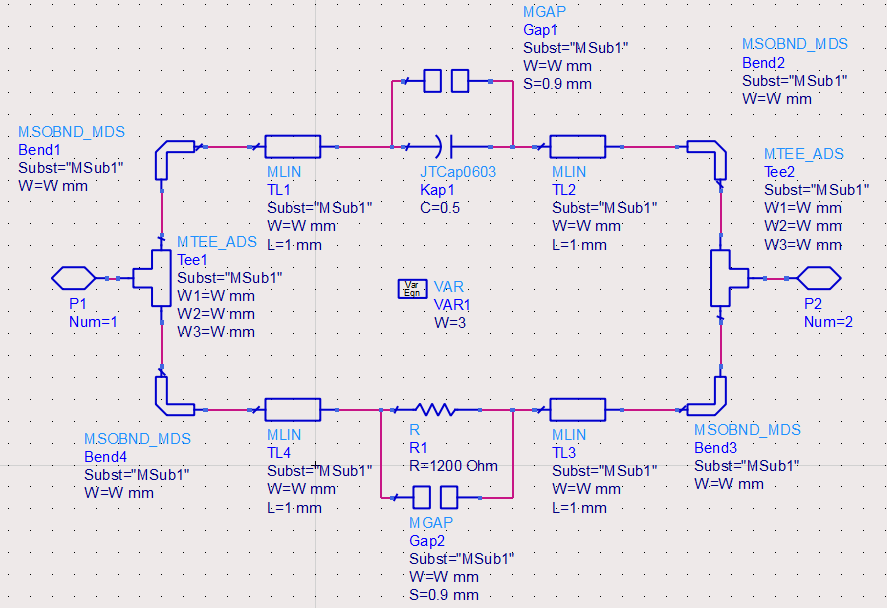 MGAP
Gap1
Subst="MSub1"
W=W mm
S=0.9 mm
MSOBND_MDS
Bend2
Subst="MSub1"
W=W mm
MSOBND_MDS
Bend1
Subst="MSub1"
W=W mm
MLIN
TL1
Subst="MSub1"
W=W mm
L=1 mm
JTCap0603
Kap1
C=0.5
MLIN
TL2
Subst="MSub1"
W=W mm
L=1 mm
MTEE_ADS
Tee2
Subst="MSub1"
W1=W mm
W2=W mm
W3=W mm
MTEE_ADS
Tee1
Subst="MSub1"
W1=W mm
W2=W mm
W3=W mm
P1
Num=1
Var
Eqn
VAR
VAR1
W=3
P2
Num=2
MSOBND_MDS
Bend4
Subst="MSub1"
W=W mm
MLIN
TL4
Subst="MSub1"
W=W mm
L=1 mm
R
R1
R=1200 Ohm
MLIN
TL3
Subst="MSub1"
W=W mm
L=1 mm
MSOBND_MDS
Bend3
Subst="MSub1"
W=W mm
MGAP
Gap2
Subst="MSub1"
W=W mm
S=0.9 mm